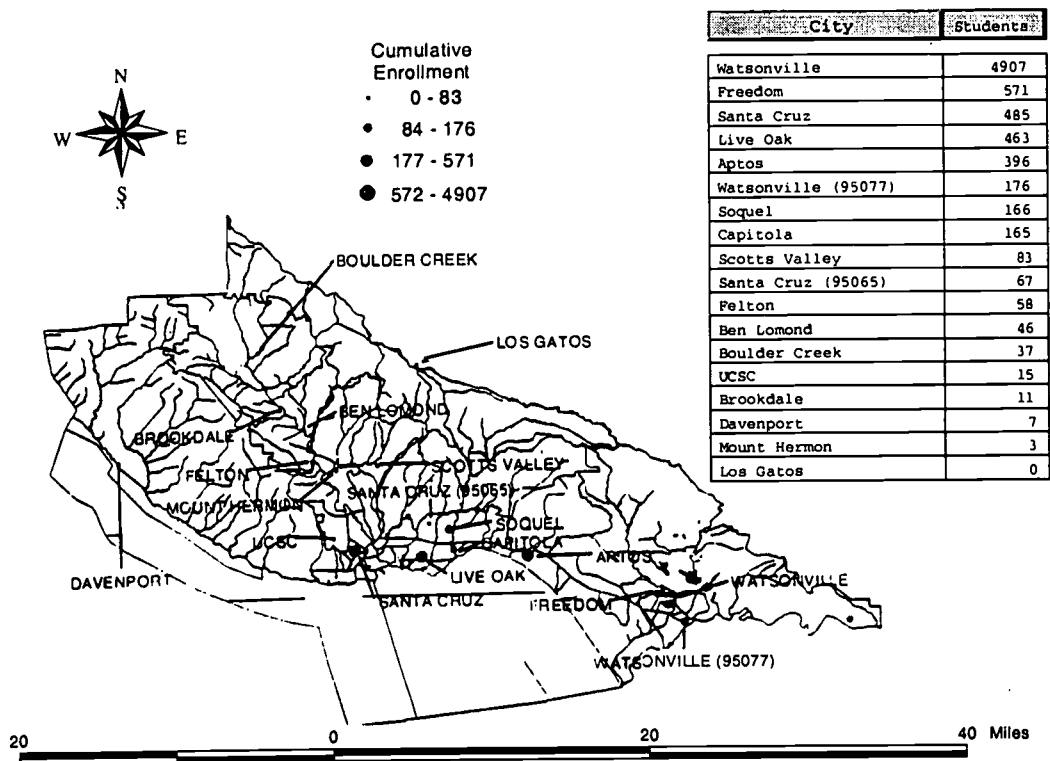 Cumulative
Enrollment
0 - 83
84 - 176
177 - 571
572 - 4907
N
W E
S
City Students
Watsonville 4907
Freedom 571
Santa Cruz 485
Live Oak 463
Aptos 396
Watsonville (95077) 176
Soquel 166
Capitola 165
Scotts Valley 83
Santa Cruz (95065) 67
Felton 58
Ben Lomond 46
Boulder Creek 37
UCSC 15
Brookdale 11
Davenport 7
Mount Hermon 3
Los Gatos 0
BOULDER CREEK
LOS GATOS
BEN LOMOND
BROOKDALE
FELTON
SCOTTS VALLEY
SANTA CRUZ (95065)
MOUNT HERMON
SOQUEL
UCSC
CAPITOLA
APTOS
DAVENPORT
LIVE OAK
WATSONVILLE
SANTA CRUZ
FREEDOM
WATSONVILLE (95077)
20 0 20 40 Miles